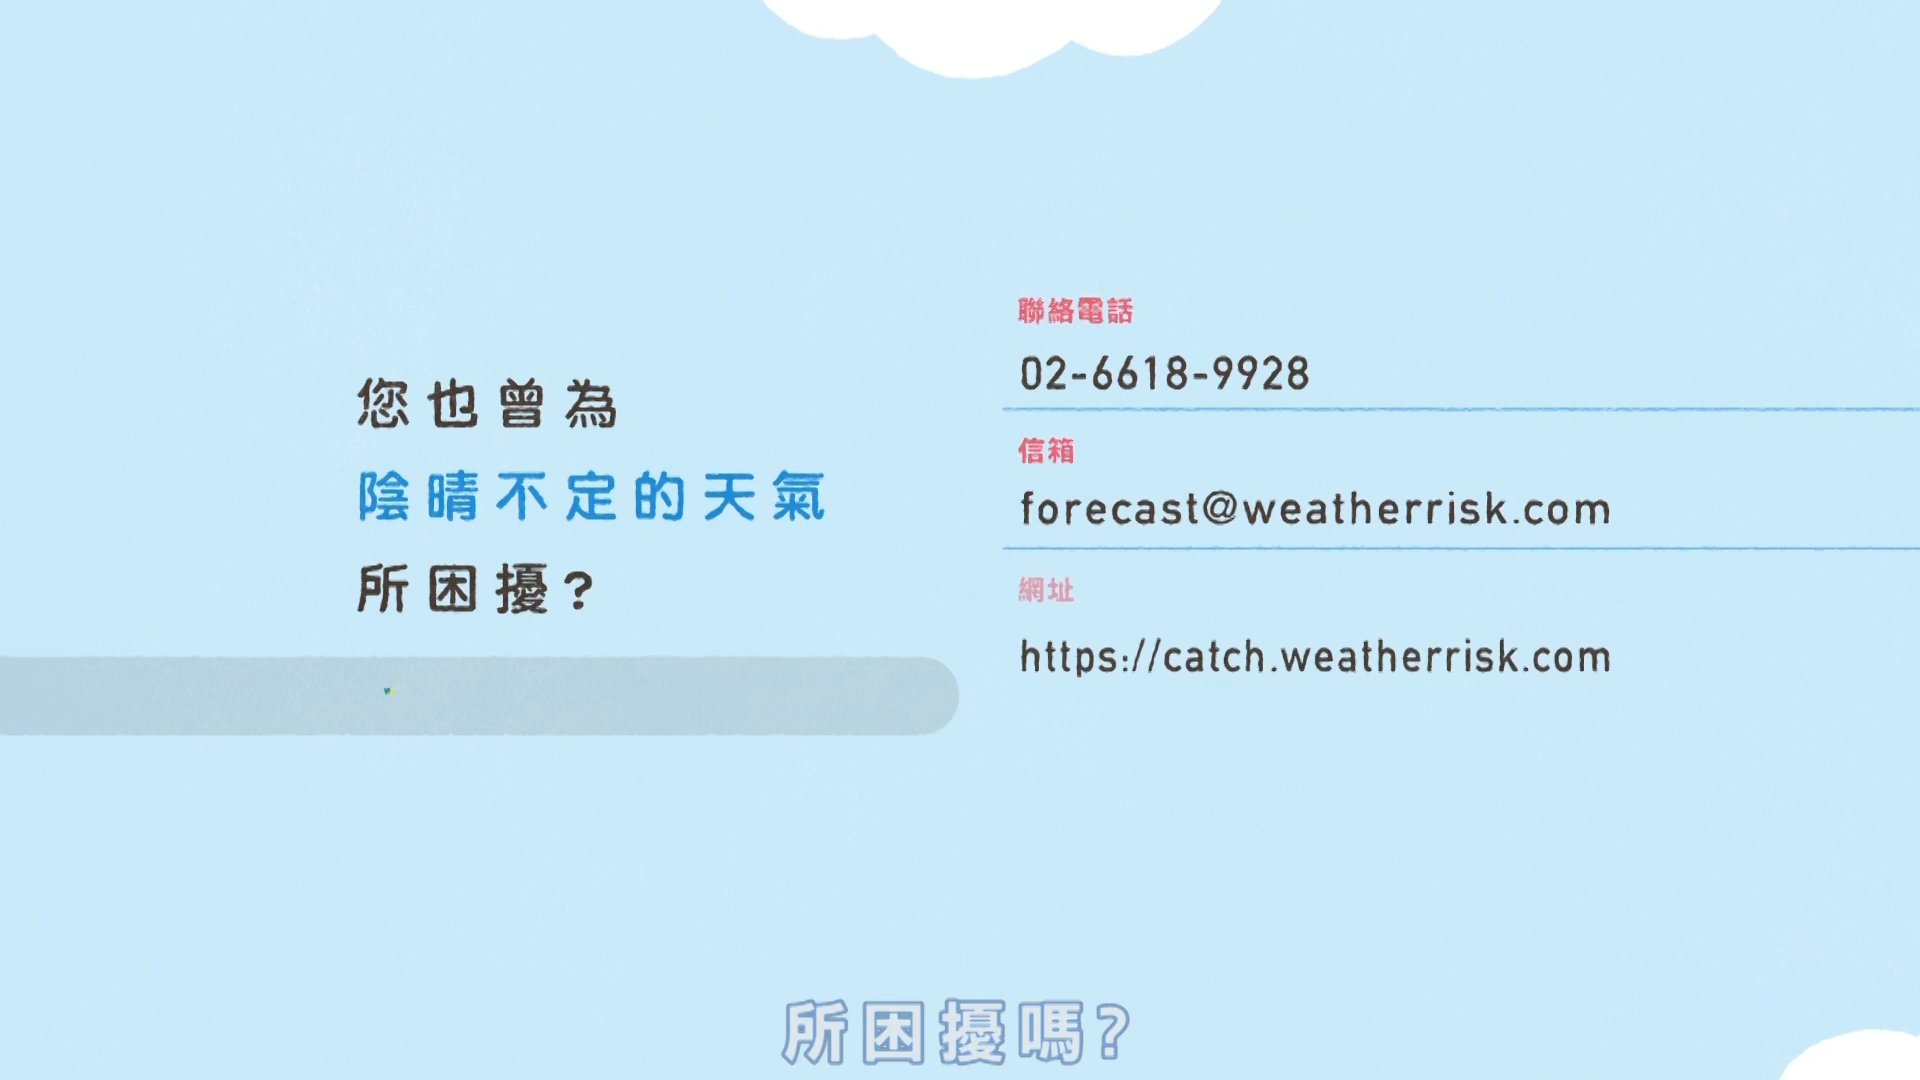 您也曾為
陰晴不定的天氣
所困擾?
聯絡電話
02-6618-9928
信箱
forecast@weatherrisk.com
網址
https://catch.weatherrisk.com
所困擾嗎?